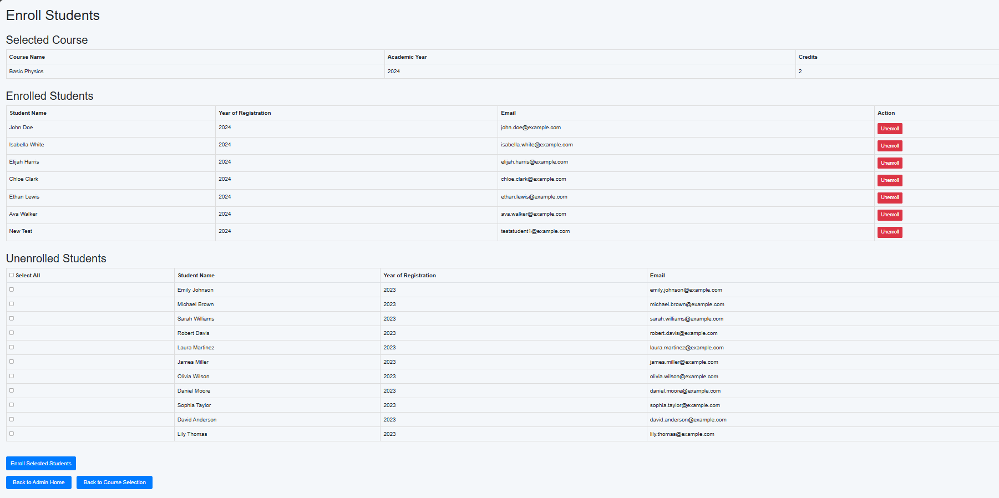 Enroll Students
Selected Course
Course Name Academic Year Credits
Basic Physics 2024 2
Enrolled Students
Student Name Year of Registration Email Action
John Doe 2024 john.doe@example.com Unenroll
Isabella White 2024 isabella.white@example.com Unenroll
Elijah Harris 2024 elijah.harris@example.com Unenroll
Chloe Clark 2024 chloe.clark@example.com Unenroll
Ethan Lewis 2024 ethan.lewis@example.com Unenroll
Ava Walker 2024 ava.walker@example.com Unenroll
New Test 2024 teststudent1@example.com Unenroll
Unenrolled Students
Select All Student Name Year of Registration Email
Emily Johnson 2023 emily.johnson@example.com
Michael Brown 2023 michael.brown@example.com
Sarah Williams 2023 sarah.williams@example.com
Robert Davis 2023 robert.davis@example.com
Laura Martinez 2023 laura.martinez@example.com
James Miller 2023 james.miller@example.com
Olivia Wilson 2023 olivia.wilson@example.com
Daniel Moore 2023 daniel.moore@example.com
Sophia Taylor 2023 sophia.taylor@example.com
David Anderson 2023 david.anderson@example.com
Lily Thomas 2023 lily.thomas@example.com
Enroll Selected Students
Back to Admin Home Back to Course Selection